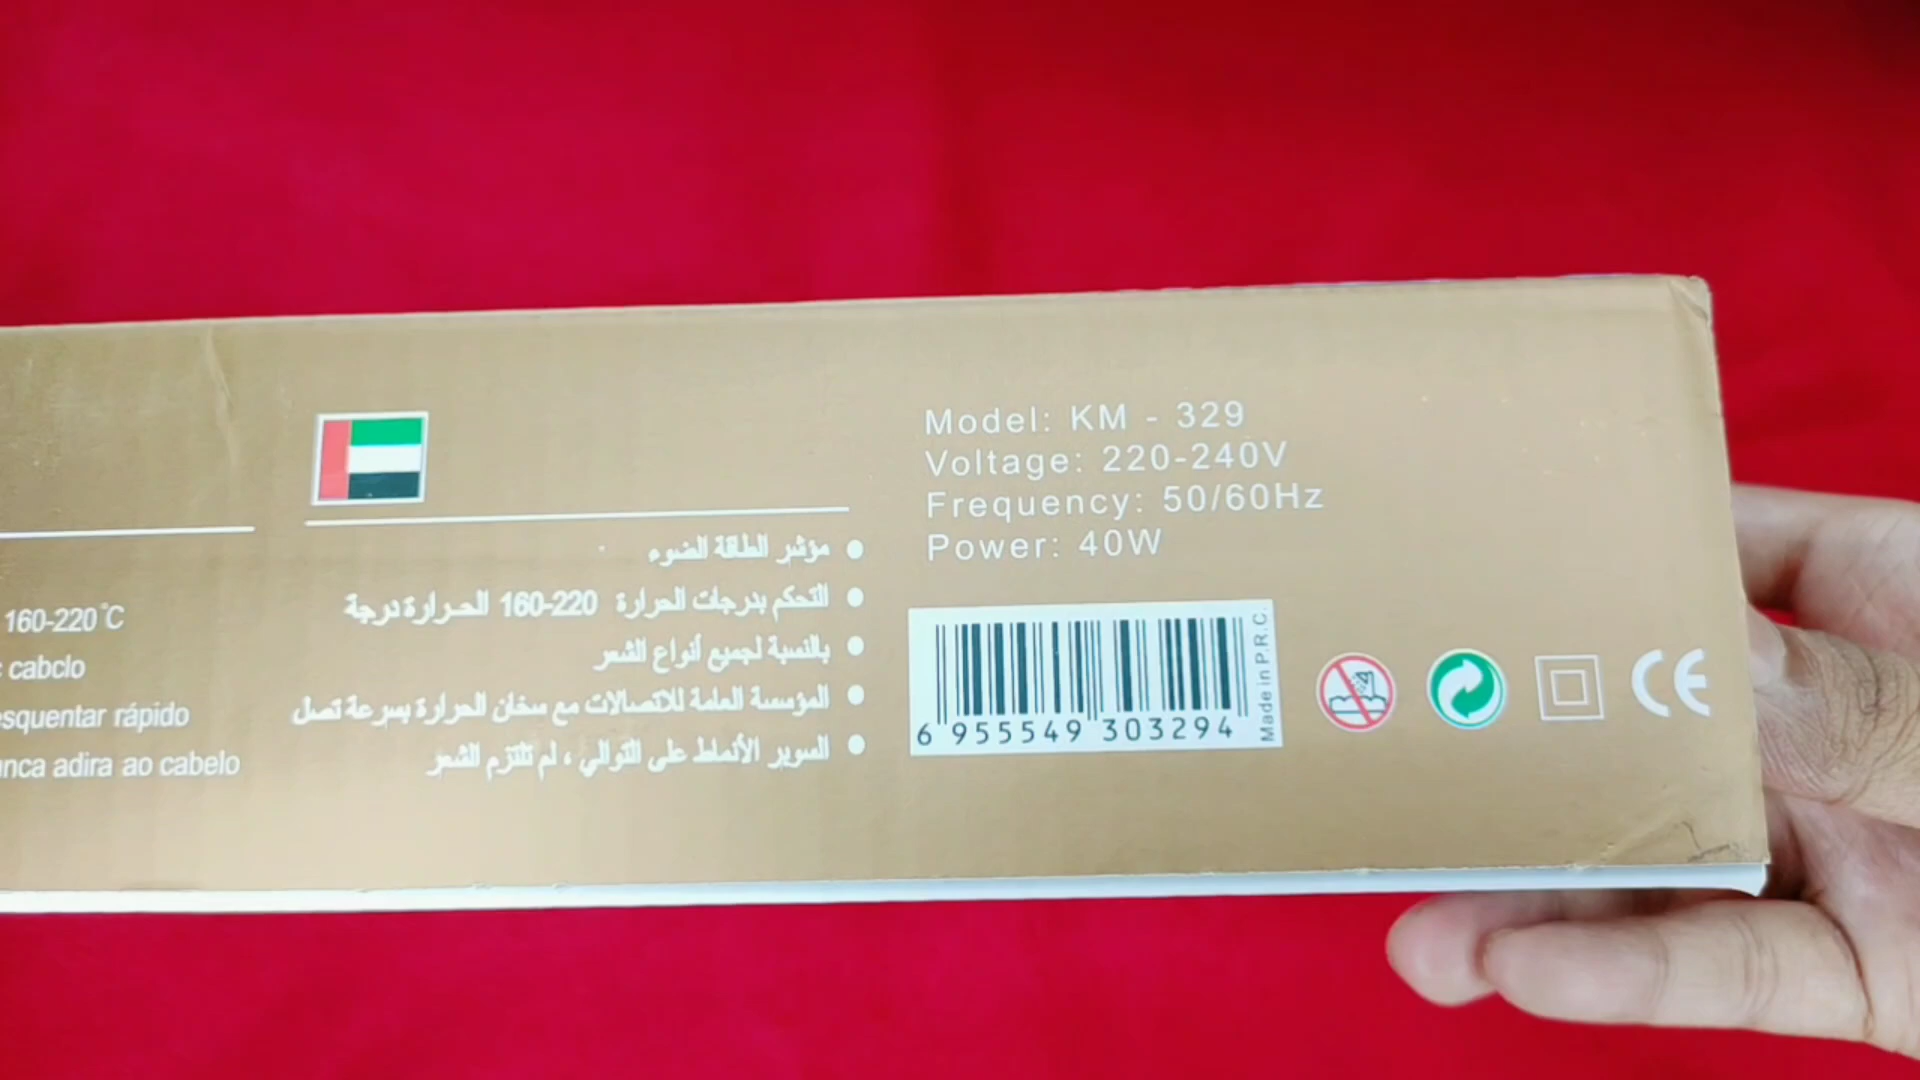 160-220°C
cabclo
esquentar rápido
nca adira ao cabelo
مؤشر الطاقة الضوء
التحكم بدرجات الحرارة 160-220 الحرارة درجة
بالنسبة لجميع أنواع الشعر
المؤسسة العامة للاتصالات مع سخان الحرارة بسرعة تصل
السوير الأنماط على التوالي ، لم تلتزم الشعر
Model: KM - 329
Voltage: 220-240V
Frequency: 50/60Hz
Power: 40W
6 955549 303294
Made in P.R.C.
CE